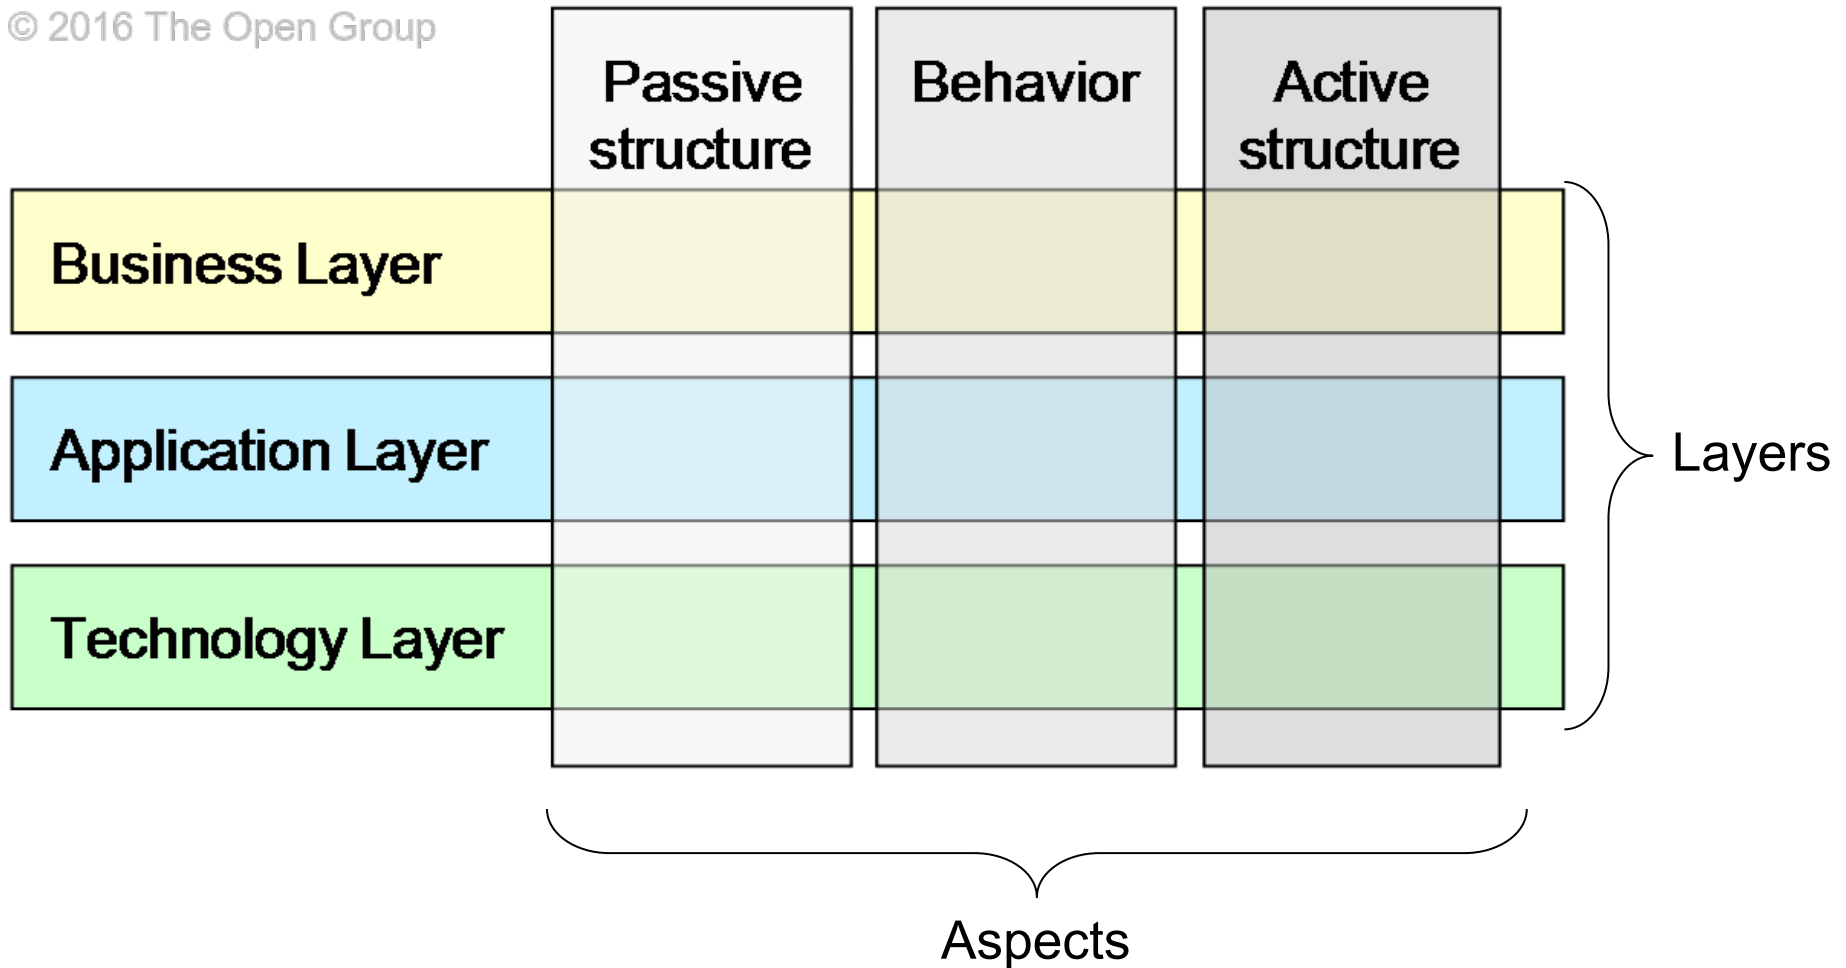 © 2016 The Open Group
Passive
structure
Behavior
Active
structure
Business Layer
Application Layer
Technology Layer
Layers
Aspects